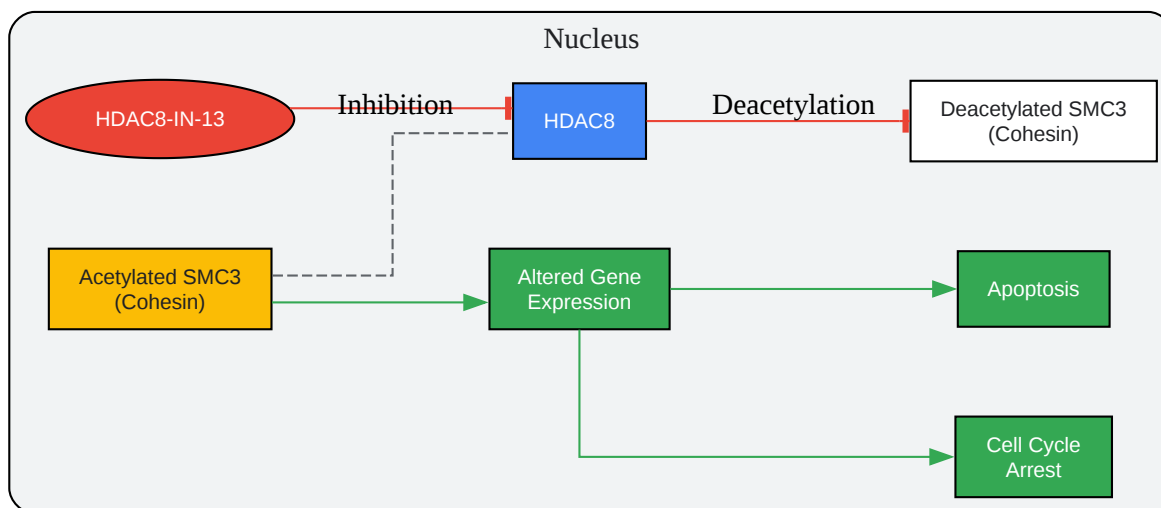 Nucleus
HDAC8-IN-13
Inhibition
HDAC8
Deacetylation
Deacetylated SMC3
(Cohesin)
Acetylated SMC3
(Cohesin)
Altered Gene
Expression
Apoptosis
Cell Cycle
Arrest